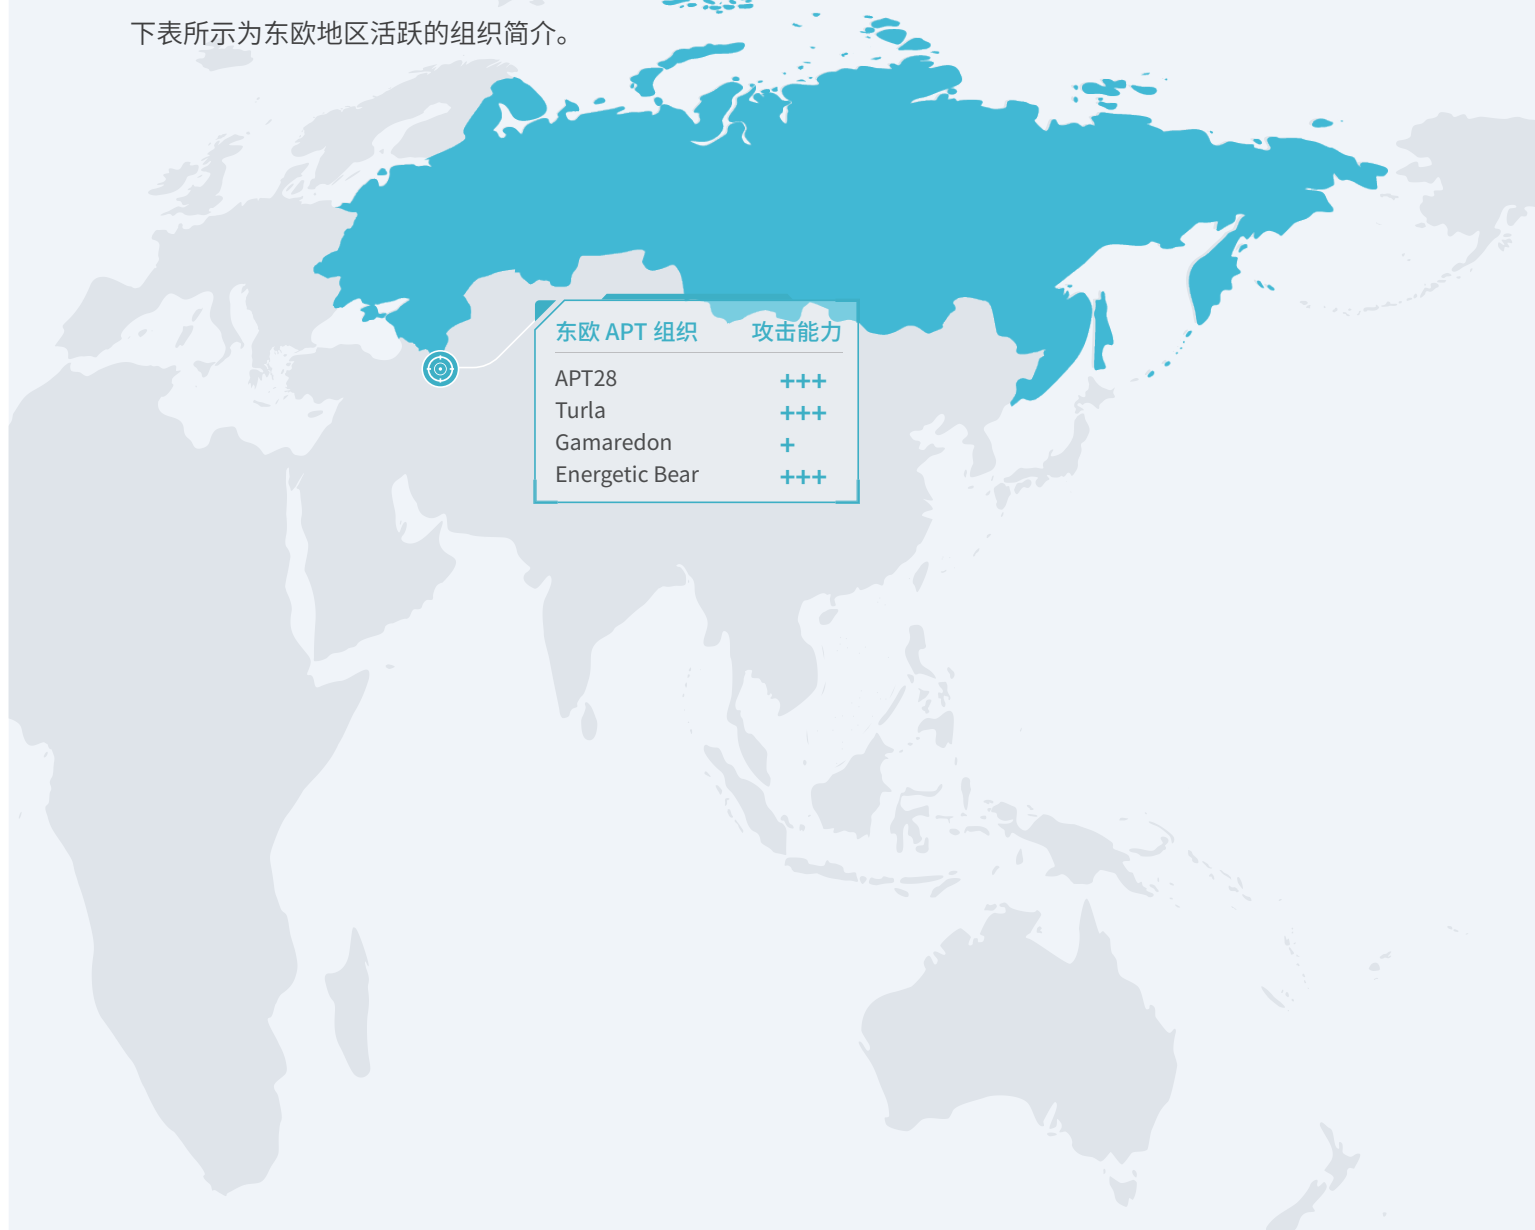 下表所示为东欧地区活跃的组织简介。
东欧 APT 组织 攻击能力
APT28 +++
Turla +++
Gamaredon +
Energetic Bear +++